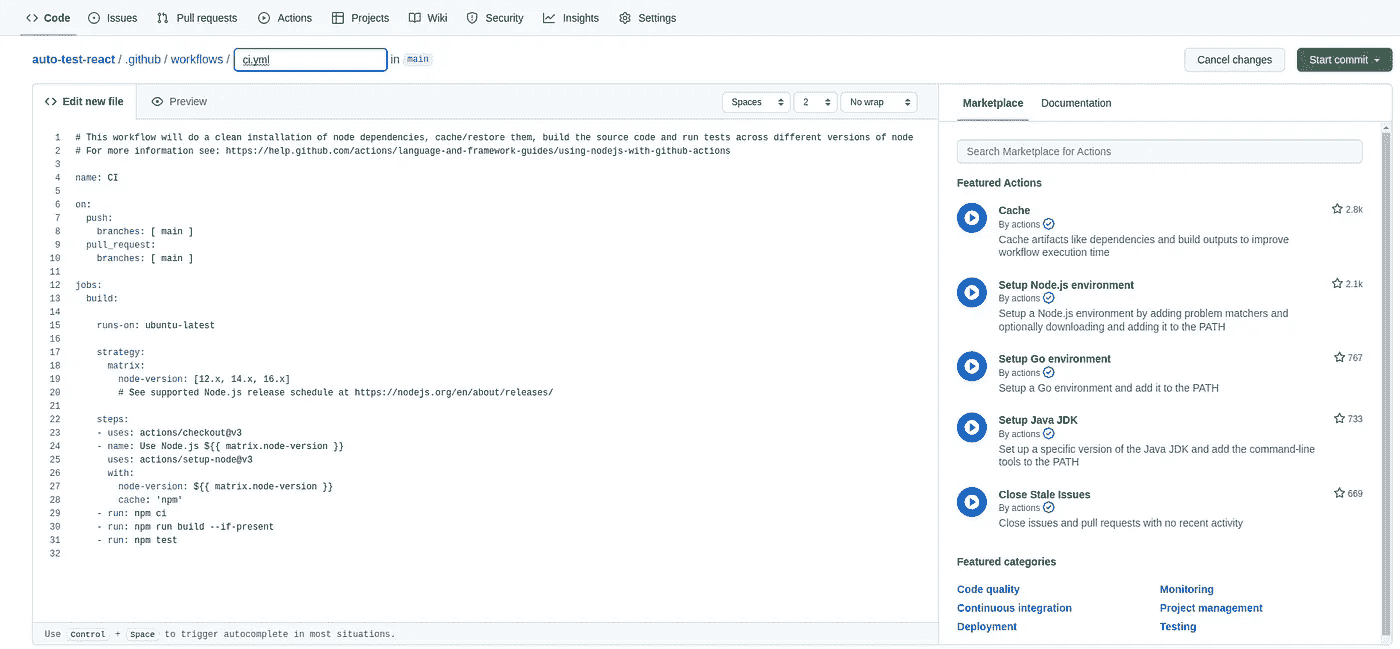 Code Issues Pull requests Actions Projects Wiki Security Insights Settings
auto-test-react / .github / workflows / ci.yml in main
Cancel changes Start commit
Edit new file Preview
Spaces 2 No wrap
1 # This workflow will do a clean installation of node dependencies, cache/restore them, build the source code and run tests across different versions of node
2 # For more information see: https://help.github.com/actions/language-and-framework-guides/using-nodejs-with-github-actions
3
4 name: CI
5
6 on:
7   push:
8     branches: [ main ]
9   pull_request:
10     branches: [ main ]
11
12 jobs:
13   build:
14
15     runs-on: ubuntu-latest
16
17     strategy:
18       matrix:
19         node-version: [12.x, 14.x, 16.x]
20         # See supported Node.js release schedule at https://nodejs.org/en/about/releases/
21
22     steps:
23     - uses: actions/checkout@v3
24     - name: Use Node.js ${{ matrix.node-version }}
25       uses: actions/setup-node@v3
26       with:
27         node-version: ${{ matrix.node-version }}
28         cache: 'npm'
29     - run: npm ci
30     - run: npm run build --if-present
31     - run: npm test
32
Use Control + Space to trigger autocomplete in most situations.
Marketplace Documentation
Search Marketplace for Actions
Featured Actions
Cache 2.8k
By actions
Cache artifacts like dependencies and build outputs to improve
workflow execution time
Setup Node.js environment 2.1k
By actions
Setup a Node.js environment by adding problem matchers and
optionally downloading and adding it to the PATH
Setup Go environment 767
By actions
Setup a Go environment and add it to the PATH
Setup Java JDK 733
By actions
Set up a specific version of the Java JDK and add the command-line
tools to the PATH
Close Stale Issues 669
By actions
Close issues and pull requests with no recent activity
Featured categories
Code quality Monitoring
Continuous integration Project management
Deployment Testing